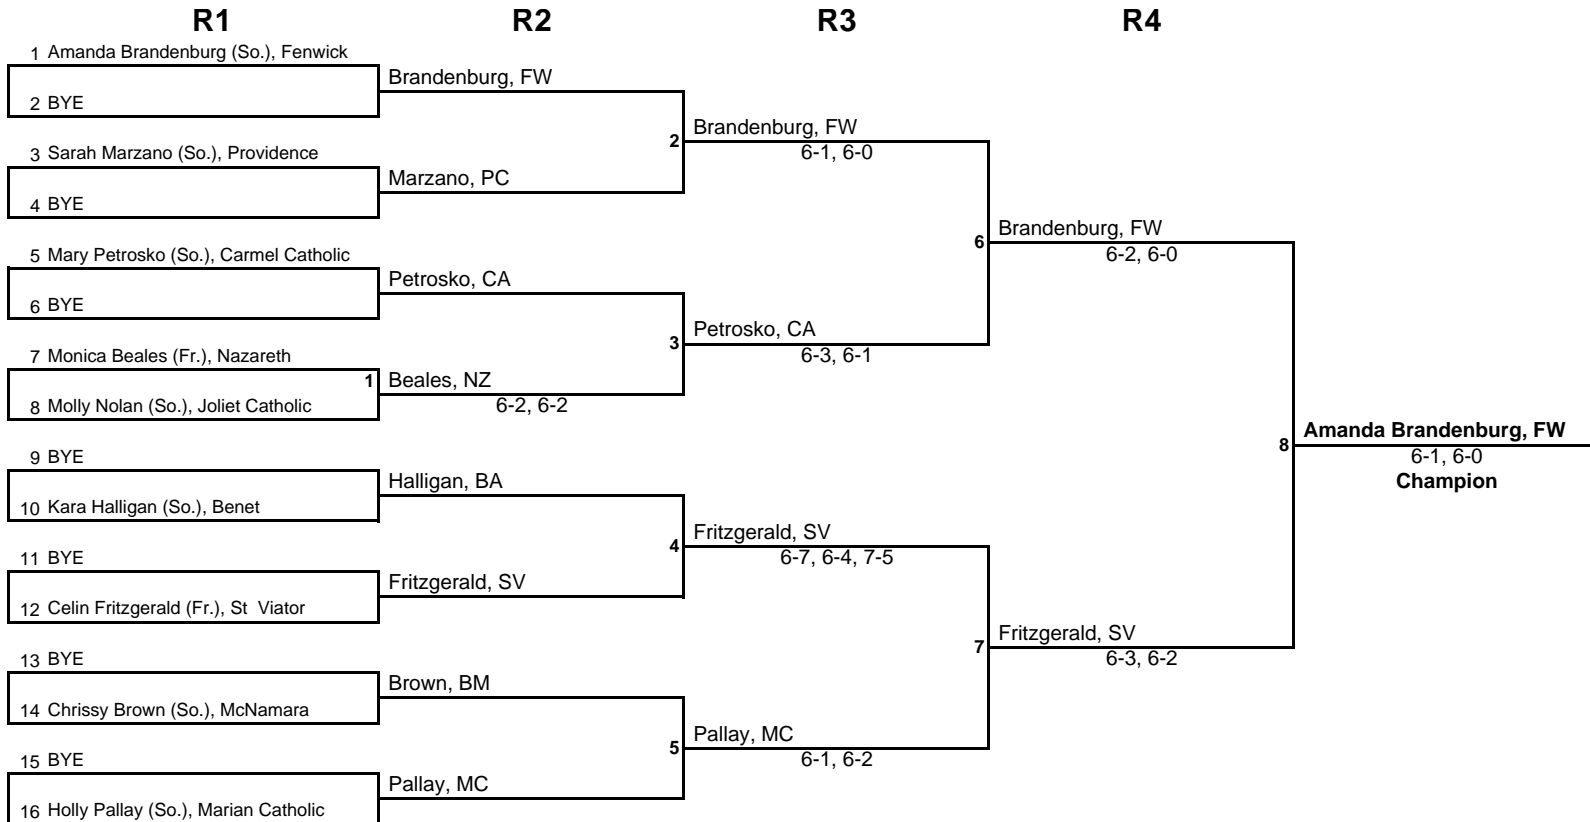 R1 R2 R3 R4
1 Amanda Brandenburg (So.), Fenwick
Brandenburg, FW
2 BYE
2 Brandenburg, FW
6-1, 6-0
3 Sarah Marzano (So.), Providence
Marzano, PC
4 BYE
6 Brandenburg, FW
6-2, 6-0
5 Mary Petrosko (So.), Carmel Catholic
Petrosko, CA
6 BYE
3 Petrosko, CA
6-3, 6-1
7 Monica Beales (Fr.), Nazareth
1 Beales, NZ
6-2, 6-2
8 Molly Nolan (So.), Joliet Catholic
8 Amanda Brandenburg, FW
6-1, 6-0
Champion
9 BYE
Halligan, BA
10 Kara Halligan (So.), Benet
4 Fritzgerald, SV
6-7, 6-4, 7-5
11 BYE
Fritzgerald, SV
12 Celin Fritzgerald (Fr.), St Viator
7 Fritzgerald, SV
6-3, 6-2
13 BYE
Brown, BM
14 Chrissy Brown (So.), McNamara
5 Pallay, MC
6-1, 6-2
15 BYE
Pallay, MC
16 Holly Pallay (So.), Marian Catholic